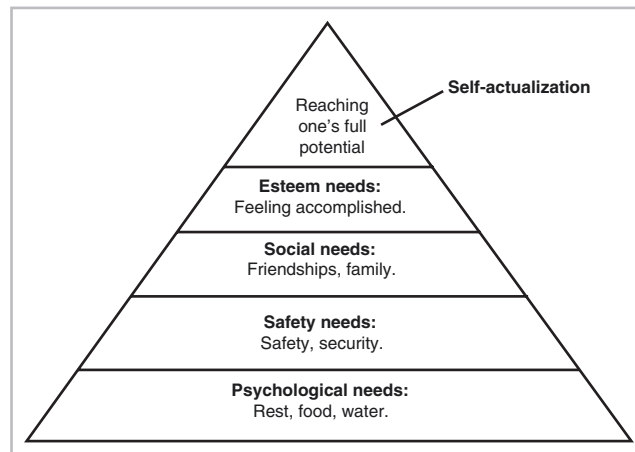 Self-actualization
Reaching
one's full
potential
Esteem needs:
Feeling accomplished.
Social needs:
Friendships, family.
Safety needs:
Safety, security.
Psychological needs:
Rest, food, water.